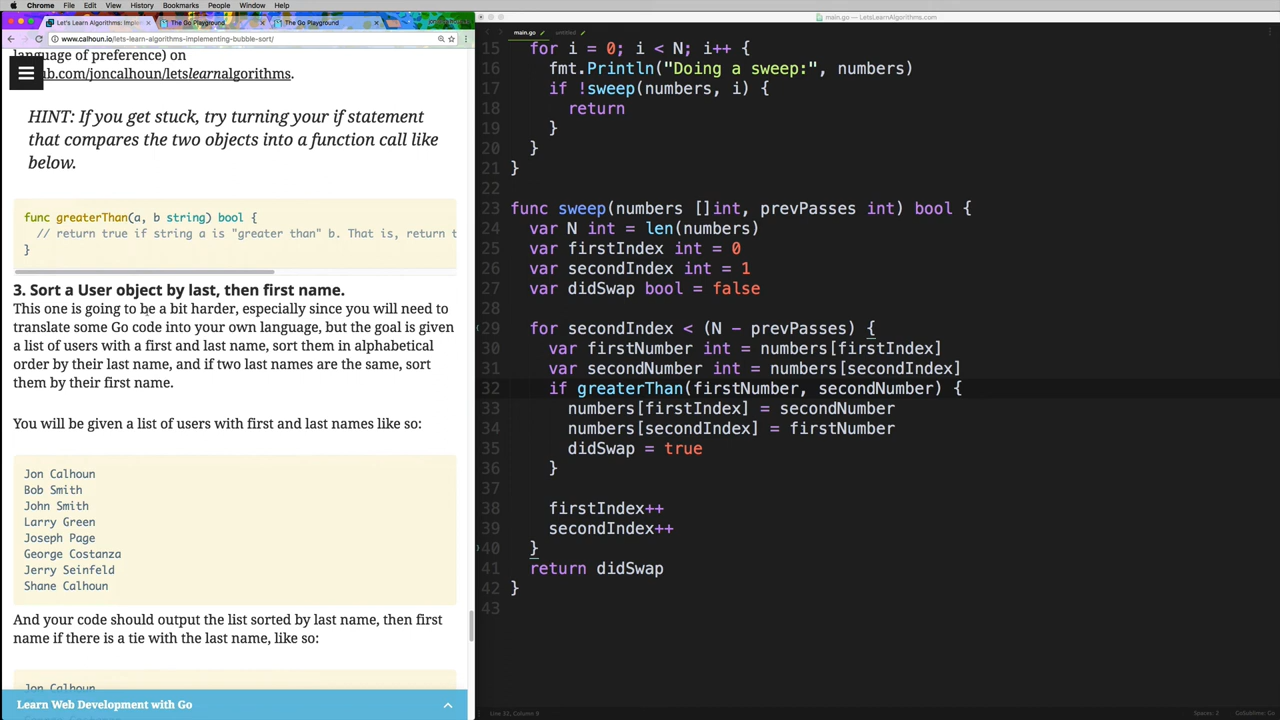 Chrome File Edit View History Bookmarks People Window Help
Let's Learn Algorithms: Implem
The Go Playground
The Go Playground
www.calhoun.io/lets-learn-algorithms-implementing-bubble-sort/
language of preference) on
ub.com/joncalhoun/letslearnalgorithms.
HINT: If you get stuck, try turning your if statement
that compares the two objects into a function call like
below.
func greaterThan(a, b string) bool {
// return true if string a is "greater than" b. That is, return t
}
3. Sort a User object by last, then first name.
This one is going to be a bit harder, especially since you will need to
translate some Go code into your own language, but the goal is given
a list of users with a first and last name, sort them in alphabetical
order by their last name, and if two last names are the same, sort
them by their first name.
You will be given a list of users with first and last names like so:
Jon Calhoun
Bob Smith
John Smith
Larry Green
Joseph Page
George Costanza
Jerry Seinfeld
Shane Calhoun
And your code should output the list sorted by last name, then first
name if there is a tie with the last name, like so:
Jon Calhoun
Learn Web Development with Go
main.go — LetsLearnAlgorithms.com
main.go
untitled
15 for i = 0; i < N; i++ {
16 fmt.Println("Doing a sweep:", numbers)
17 if !sweep(numbers, i) {
18 return
19 }
20 }
21 }
22
23 func sweep(numbers []int, prevPasses int) bool {
24 var N int = len(numbers)
25 var firstIndex int = 0
26 var secondIndex int = 1
27 var didSwap bool = false
28
29 for secondIndex < (N - prevPasses) {
30 var firstNumber int = numbers[firstIndex]
31 var secondNumber int = numbers[secondIndex]
32 if greaterThan(firstNumber, secondNumber) {
33 numbers[firstIndex] = secondNumber
34 numbers[secondIndex] = firstNumber
35 didSwap = true
36 }
37
38 firstIndex++
39 secondIndex++
40 }
41 return didSwap
42 }
43
Line 32, Column 8
Spaces: 2
GoSublime: Go